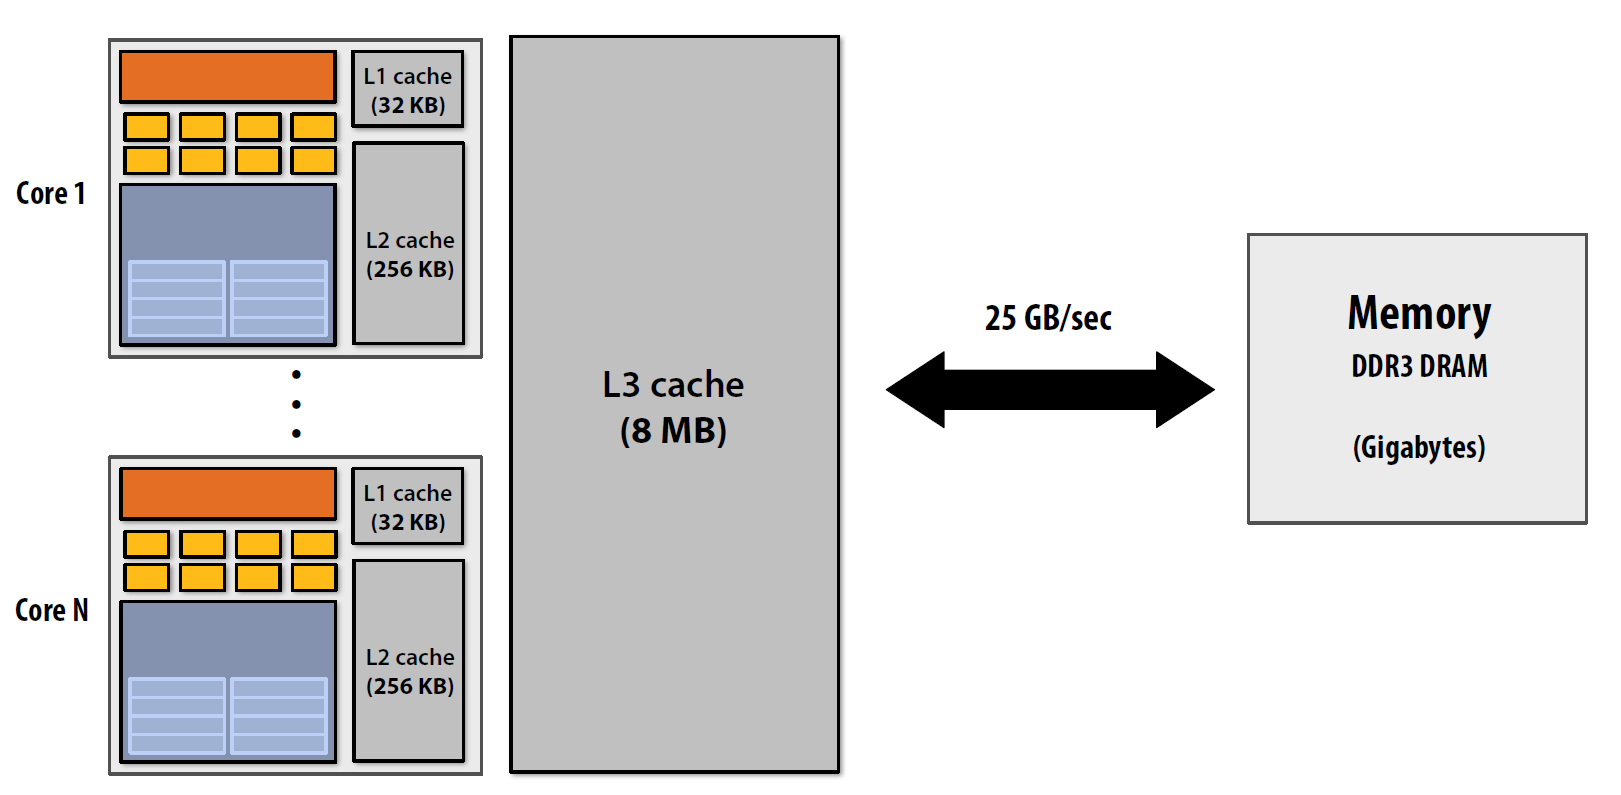 Core 1
L1 cache
(32 KB)
L2 cache
(256 KB)
Core N
L1 cache
(32 KB)
L2 cache
(256 KB)
L3 cache
(8 MB)
25 GB/sec
Memory
DDR3 DRAM
(Gigabytes)